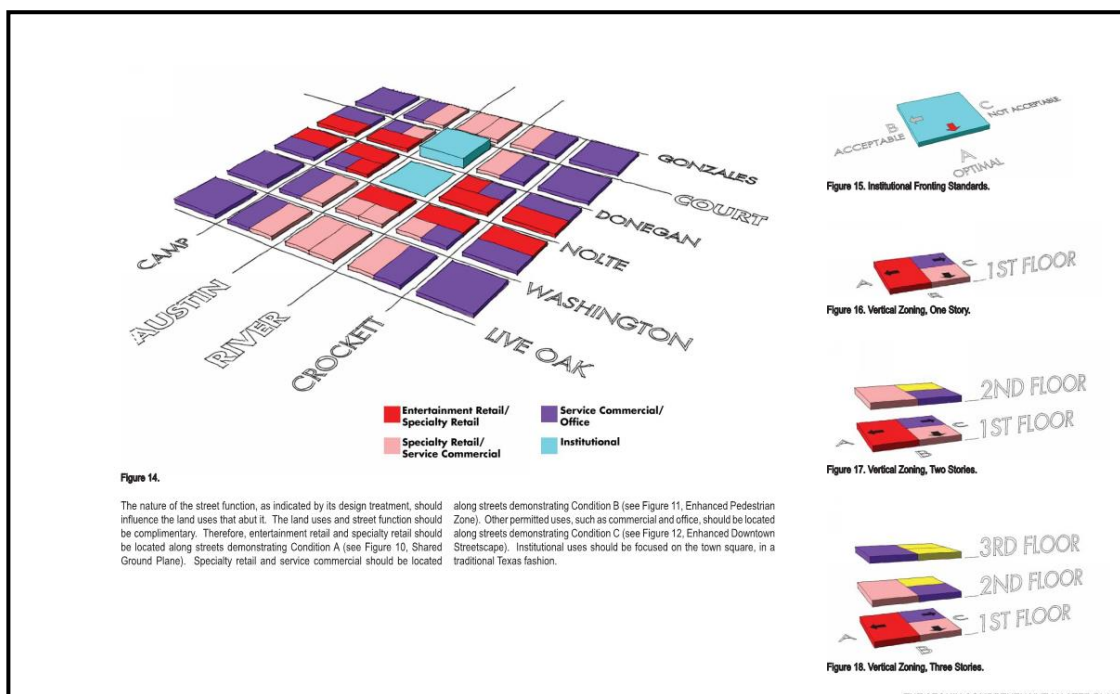 GONZALES
COURT
DONEGAN
NOLTE
WASHINGTON
LIVE OAK
CAMP
AUSTIN
RIVER
CROCKETT
Entertainment Retail/
Specialty Retail
Specialty Retail/
Service Commercial
Service Commercial/
Office
Institutional
Figure 14.
The nature of the street function, as indicated by its design treatment, should
influence the land uses that abut it. The land uses and street function should
be complimentary. Therefore, entertainment retail and specialty retail should
be located along streets demonstrating Condition A (see Figure 10, Shared
Ground Plane). Specialty retail and service commercial should be located
along streets demonstrating Condition B (see Figure 11, Enhanced Pedestrian
Zone). Other permitted uses, such as commercial and office, should be located
along streets demonstrating Condition C (see Figure 12, Enhanced Downtown
Streetscape). Institutional uses should be focused on the town square, in a
traditional Texas fashion.
C
NOT ACCEPTABLE
B
ACCEPTABLE
A
OPTIMAL
Figure 15. Institutional Fronting Standards.
A
B
C
1ST FLOOR
Figure 16. Vertical Zoning, One Story.
2ND FLOOR
A
B
C
1ST FLOOR
Figure 17. Vertical Zoning, Two Stories.
3RD FLOOR
2ND FLOOR
A
B
C
1ST FLOOR
Figure 18. Vertical Zoning, Three Stories.